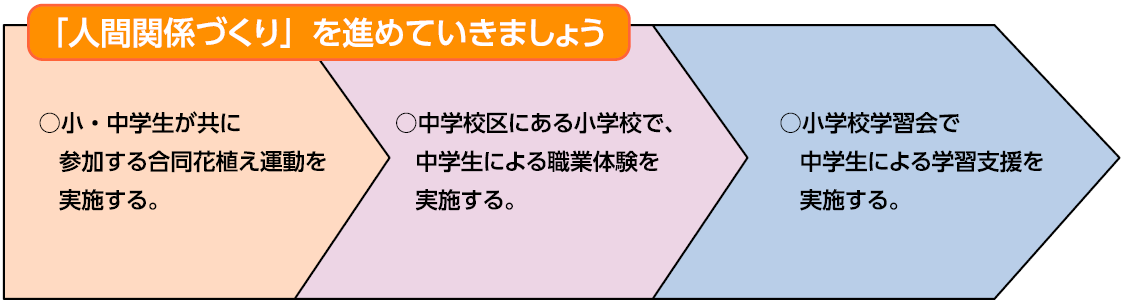 「人間関係づくり」を進めていきましょう
○小・中学生が共に
参加する合同花植え運動を
実施する。
○中学校区にある小学校で、
中学生による職業体験を
実施する。
○小学校学習会で
中学生による学習支援を
実施する。